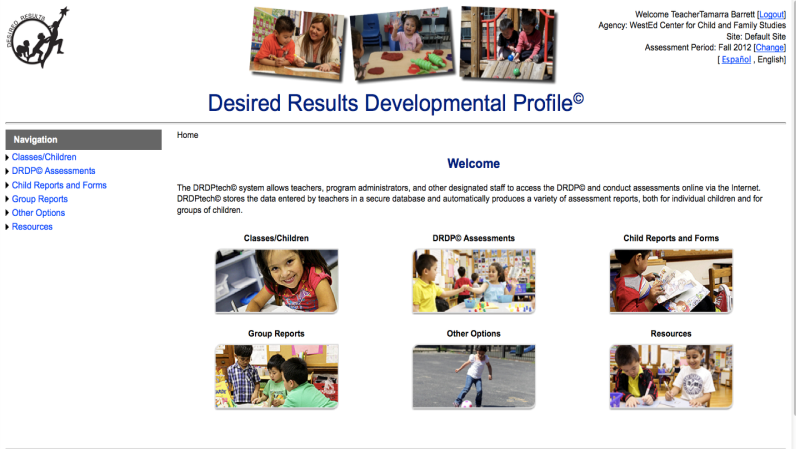 DESIRED RESULTS
Welcome TeacherTamarra Barrett [Logout]
Agency: WestEd Center for Child and Family Studies
Site: Default Site
Assessment Period: Fall 2012 [Change]
[ Español , English]
Desired Results Developmental Profile©
Navigation
Classes/Children
DRDP© Assessments
Child Reports and Forms
Group Reports
Other Options
Resources
Home
Welcome
The DRDPtech© system allows teachers, program administrators, and other designated staff to access the DRDP© and conduct assessments online via the Internet.
DRDPtech© stores the data entered by teachers in a secure database and automatically produces a variety of assessment reports, both for individual children and for
groups of children.
Classes/Children
DRDP© Assessments
Child Reports and Forms
Group Reports
Other Options
Resources